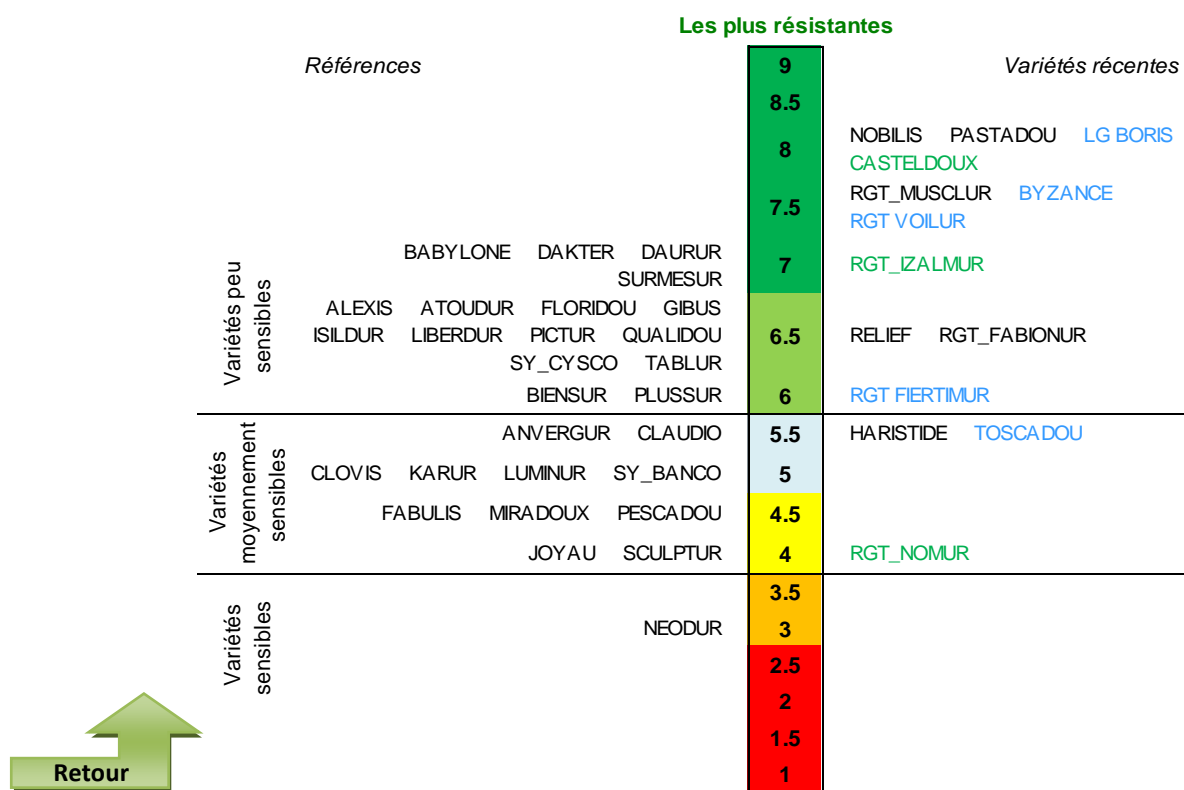 Les plus résistantes
Références 9 Variétés récentes
8.5
8 NOBILIS PASTADOU LG BORIS
CASTELDOUX
7.5 RGT_MUSCLUR BYZANCE
RGT VOILUR
BABYLONE DAKTER DAURUR
SURMESUR 7 RGT_IZALMUR
Variétés peu
sensibles
ALEXIS ATOUDUR FLORIDOU GIBUS
ISILDUR LIBERDUR PICTUR QUALIDOU 6.5 RELIEF RGT_FABIONUR
SY_CYSCO TABLUR
BIENSUR PLUSSUR 6 RGT FIERTIMUR
Variétés
moyennement
sensibles
ANVERGUR CLAUDIO 5.5 HARISTIDE TOSCADOU
CLOVIS KARUR LUMINUR SY_BANCO 5
FABULIS MIRADOUX PESCADOU 4.5
JOYAU SCULPTUR 4 RGT_NOMUR
Variétés
sensibles
3.5
NEODUR 3
2.5
2
1.5
1
Retour